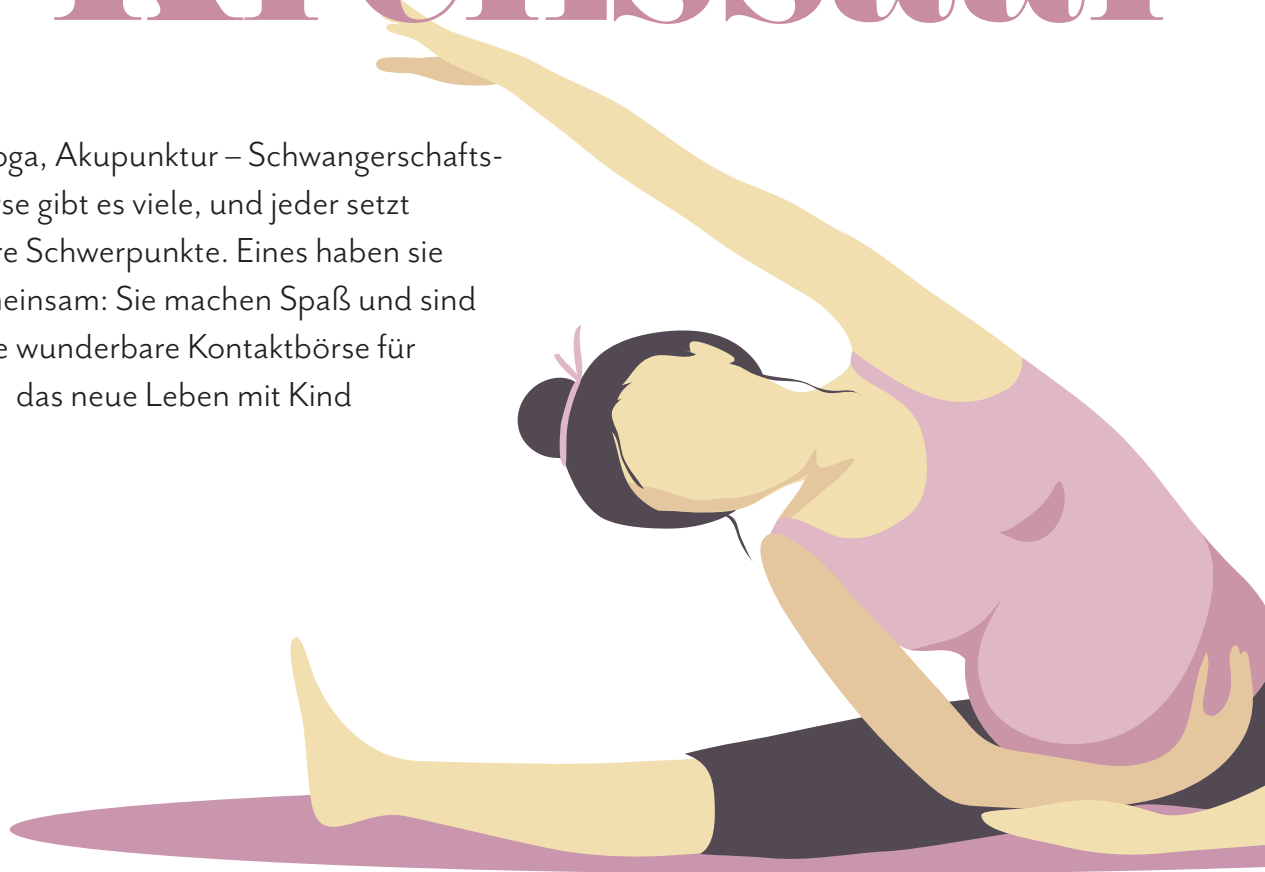 oga, Akupunktur – Schwangerschafts-
se gibt es viele, und jeder setzt
re Schwerpunkte. Eines haben sie
einsam: Sie machen Spaß und sind
e wunderbare Kontaktbörse für
das neue Leben mit Kind